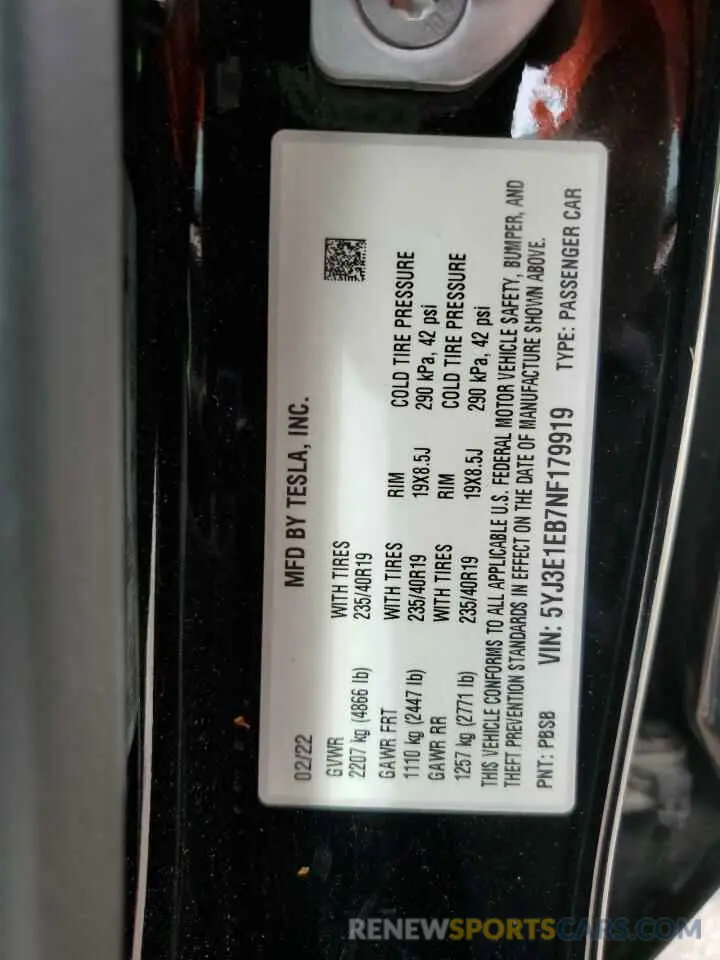 MFD BY TESLA, INC.
02/22
GVWR WITH TIRES
2207 kg (4866 lb) 235/40R19
GAWR FRT WITH TIRES RIM COLD TIRE PRESSURE
1110 kg (2447 lb) 235/40R19 19X8.5J 290 kPa, 42 psi
GAWR RR WITH TIRES RIM COLD TIRE PRESSURE
1257 kg (2771 lb) 235/40R19 19X8.5J 290 kPa, 42 psi
THIS VEHICLE CONFORMS TO ALL APPLICABLE U.S. FEDERAL MOTOR VEHICLE SAFETY, BUMPER, AND
THEFT PREVENTION STANDARDS IN EFFECT ON THE DATE OF MANUFACTURE SHOWN ABOVE.
PNT: PBSB VIN: 5YJ3E1EB7NF179919 TYPE: PASSENGER CAR
RENEWSPORTSCARS.COM